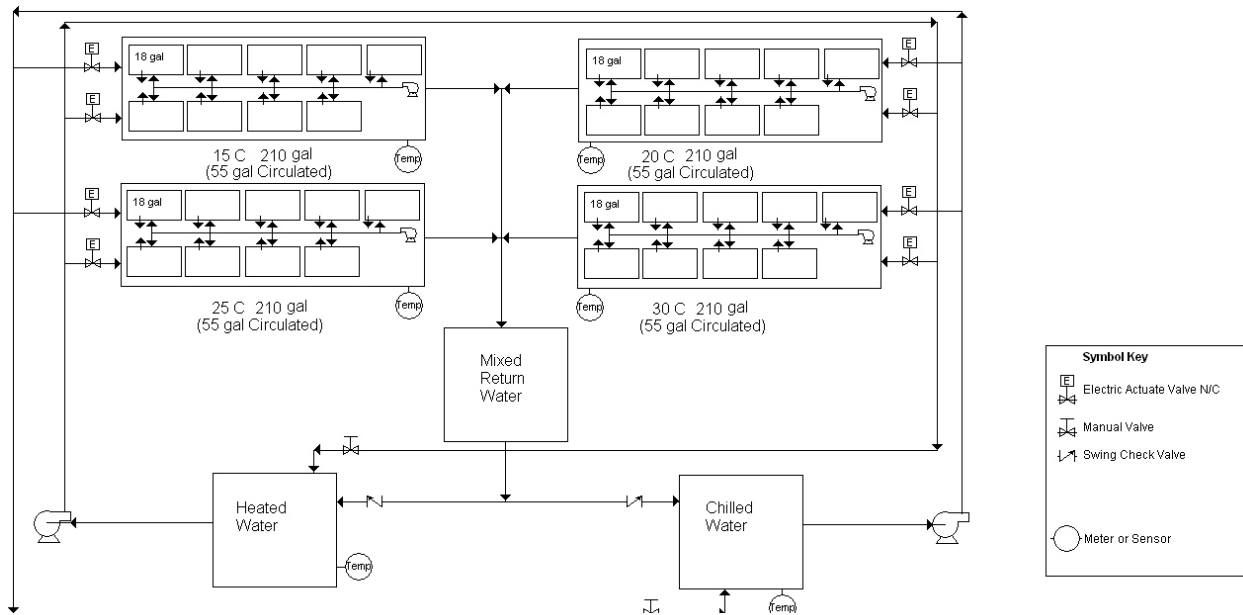 E
E
18 gal
Temp
15 C 210 gal
(55 gal Circulated)
18 gal
E
E
Temp
20 C 210 gal
(55 gal Circulated)
E
E
18 gal
Temp
25 C 210 gal
(55 gal Circulated)
18 gal
E
E
Temp
30 C 210 gal
(55 gal Circulated)
Mixed
Return
Water
Heated
Water
Temp
Chilled
Water
Temp
Symbol Key
E
Electric Actuate Valve N/C
Manual Valve
Swing Check Valve
Meter or Sensor